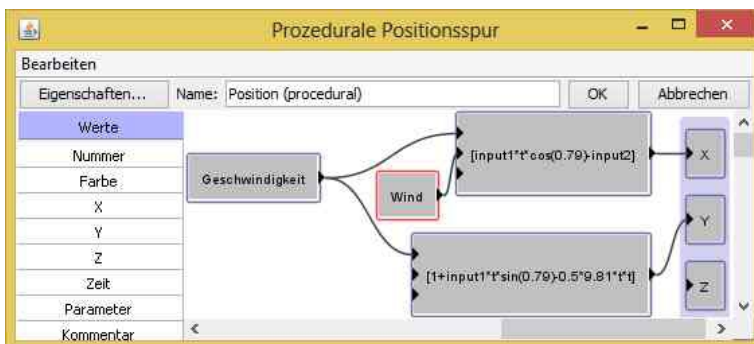 Prozedurale Positionsspur
Bearbeiten
Eigenschaften... Name: Position (procedural) OK Abbrechen
Werte
Nummer
Farbe
X
Y
Z
Zeit
Parameter
Kommentar
Geschwindigkeit
Wind
[input1*t*cos(0.79)-input2]
[1+input1*t*sin(0.79)-0.5*9.81*t*t]
X
Y
Z